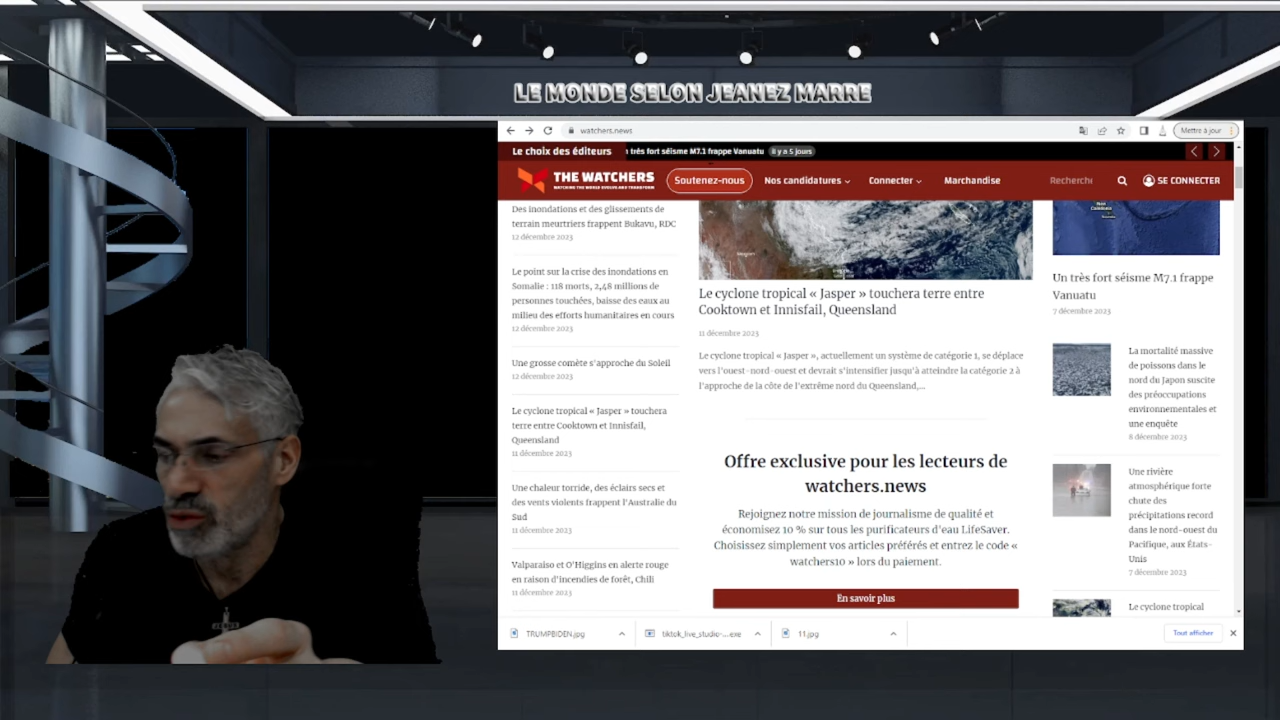 LE MONDE SELON JEANEZ MARRE
watchers.news
Mettre à jour
Le choix des éditeurs
très fort séisme M7.1 frappe Vanuatu
il y a 5 jours
THE WATCHERS
WATCHING THE WORLD EVOLVE AND TRANSFORM
Soutenez-nous
Nos candidatures
Connecter
Marchandise
Recherche
SE CONNECTER
Des inondations et des glissements de
terrain meurtriers frappent Bukavu, RDC
12 décembre 2023
Le point sur la crise des inondations en
Somalie : 118 morts, 2,48 millions de
personnes touchées, baisse des eaux au
milieu des efforts humanitaires en cours
12 décembre 2023
Une grosse comète s'approche du Soleil
12 décembre 2023
Le cyclone tropical « Jasper » touchera
terre entre Cooktown et Innisfail,
Queensland
11 décembre 2023
Une chaleur torride, des éclairs secs et
des vents violents frappent l'Australie du
Sud
11 décembre 2023
Valparaiso et O'Higgins en alerte rouge
en raison d'incendies de forêt, Chili
11 décembre 2023
Le cyclone tropical « Jasper » touchera terre entre
Cooktown et Innisfail, Queensland
11 décembre 2023
Le cyclone tropical « Jasper », actuellement un système de catégorie 1, se déplace
vers l'ouest-nord-ouest et devrait s'intensifier jusqu'à atteindre la catégorie 2 à
l'approche de la côte de l'extrême nord du Queensland,...
Offre exclusive pour les lecteurs de
watchers.news
Rejoignez notre mission de journalisme de qualité et
économisez 10 % sur tous les purificateurs d'eau LifeSaver.
Choisissez simplement vos articles préférés et entrez le code «
watchers10 » lors du paiement.
En savoir plus
New
Caledonia
Un très fort séisme M7.1 frappe
Vanuatu
7 décembre 2023
La mortalité massive
de poissons dans le
nord du Japon suscite
des préoccupations
environnementales et
une enquête
8 décembre 2023
Une rivière
atmosphérique forte
chute des
précipitations record
dans le nord-ouest du
Pacifique, aux États-
Unis
7 décembre 2023
Le cyclone tropical
TRUMPBIDEN.jpg
tiktok_live_studio-....exe
11.jpg
Tout afficher